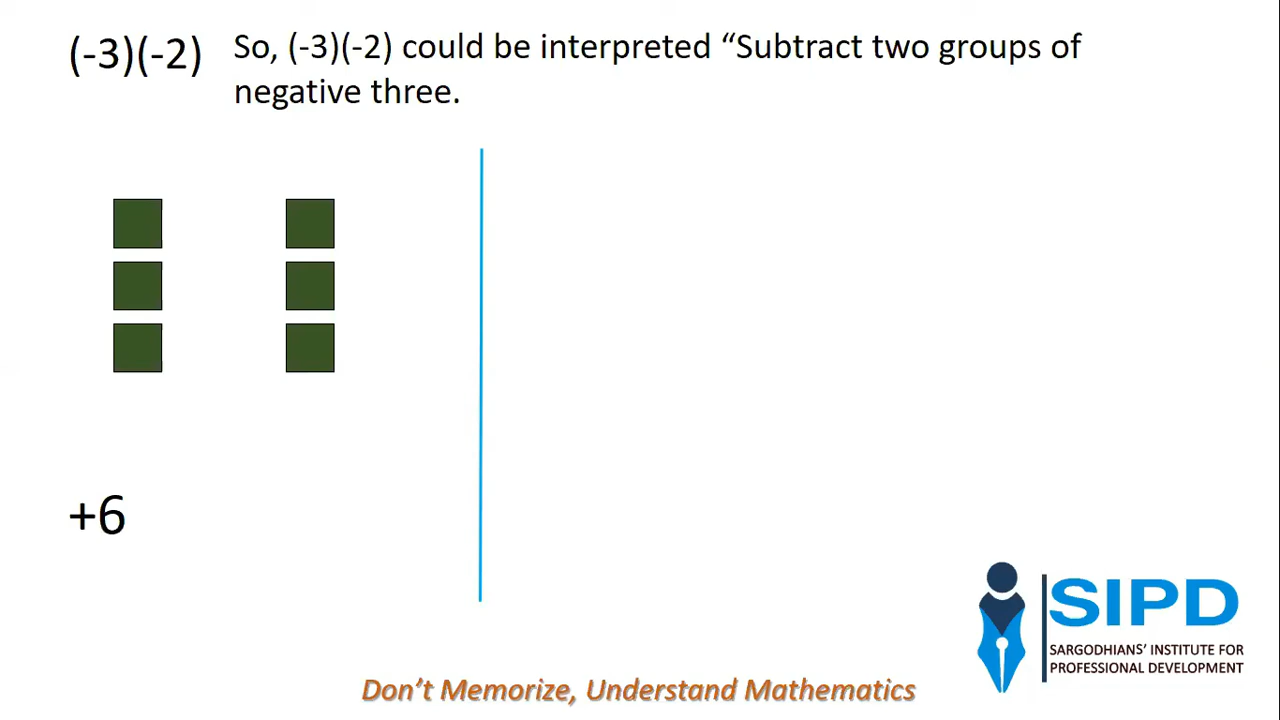 (-3)(-2)
So, (-3)(-2) could be interpreted “Subtract two groups of
negative three.
+6
SIPD
SARGODHIANS’ INSTITUTE FOR
PROFESSIONAL DEVELOPMENT
Don’t Memorize, Understand Mathematics